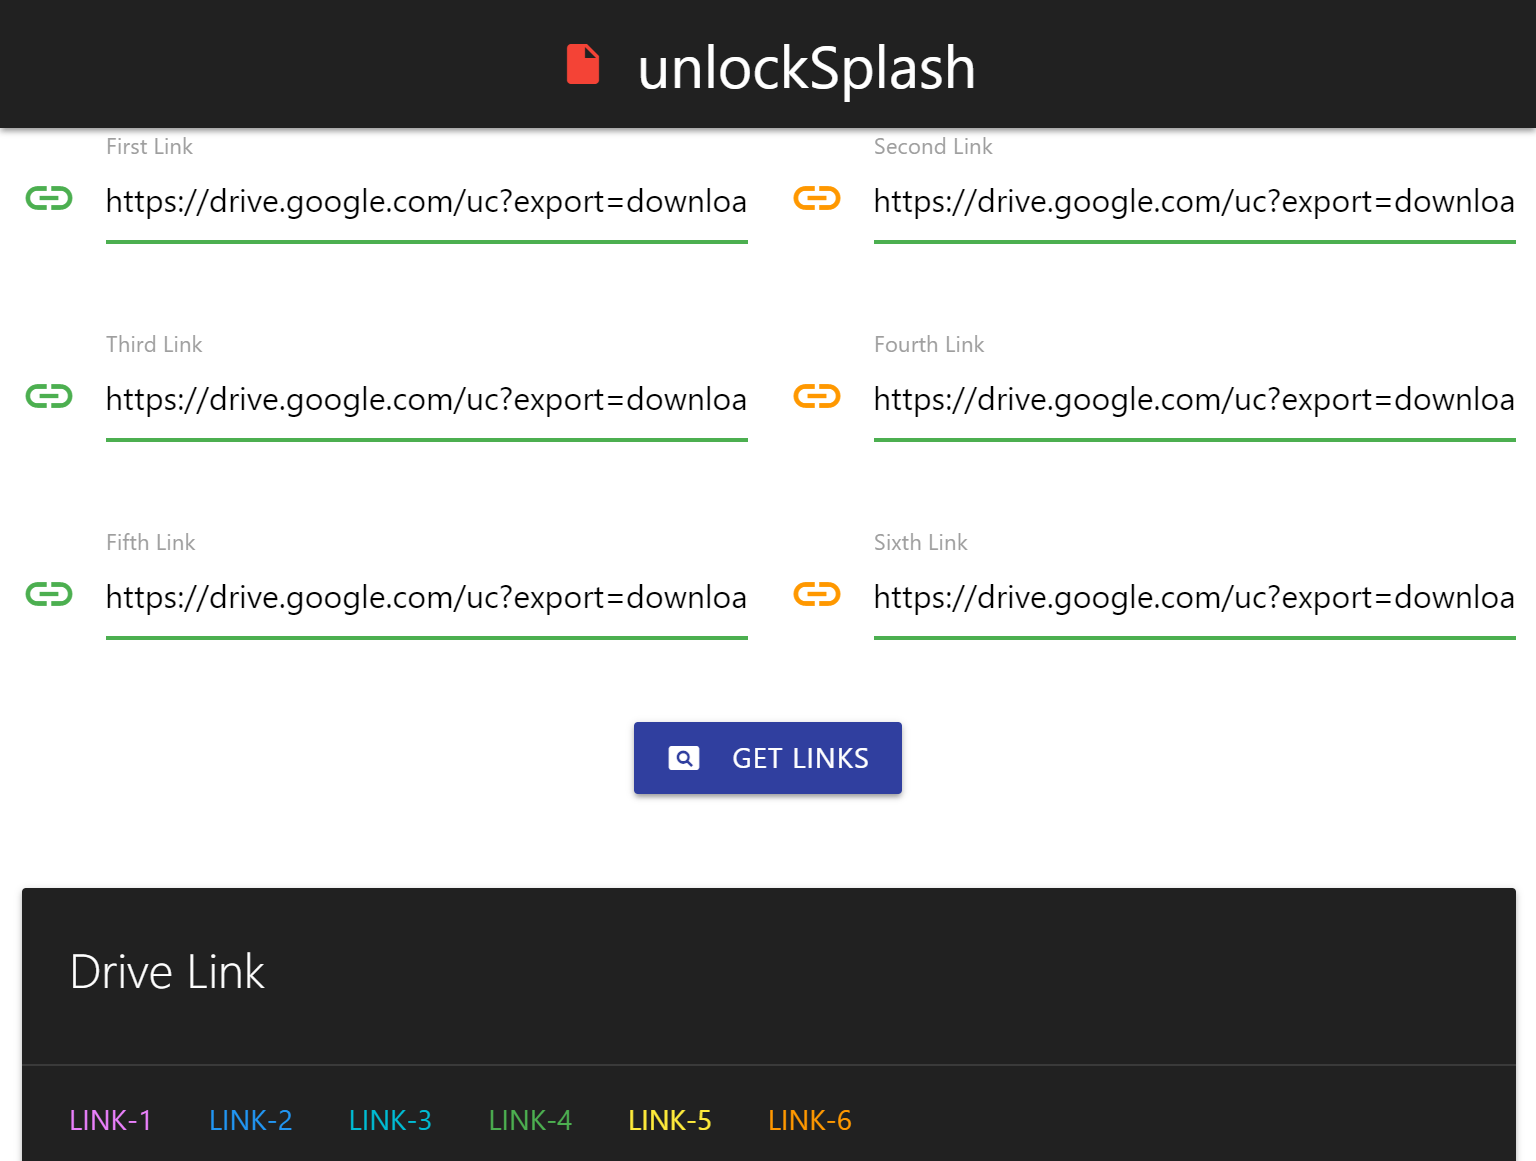 unlockSplash
First Link
Second Link
https://drive.google.com/uc?export=downloa
https://drive.google.com/uc?export=downloa
Third Link
Fourth Link
https://drive.google.com/uc?export=downloa
https://drive.google.com/uc?export=downloa
Fifth Link
Sixth Link
https://drive.google.com/uc?export=downloa
https://drive.google.com/uc?export=downloa
GET LINKS
Drive Link
LINK-1 LINK-2 LINK-3 LINK-4 LINK-5 LINK-6